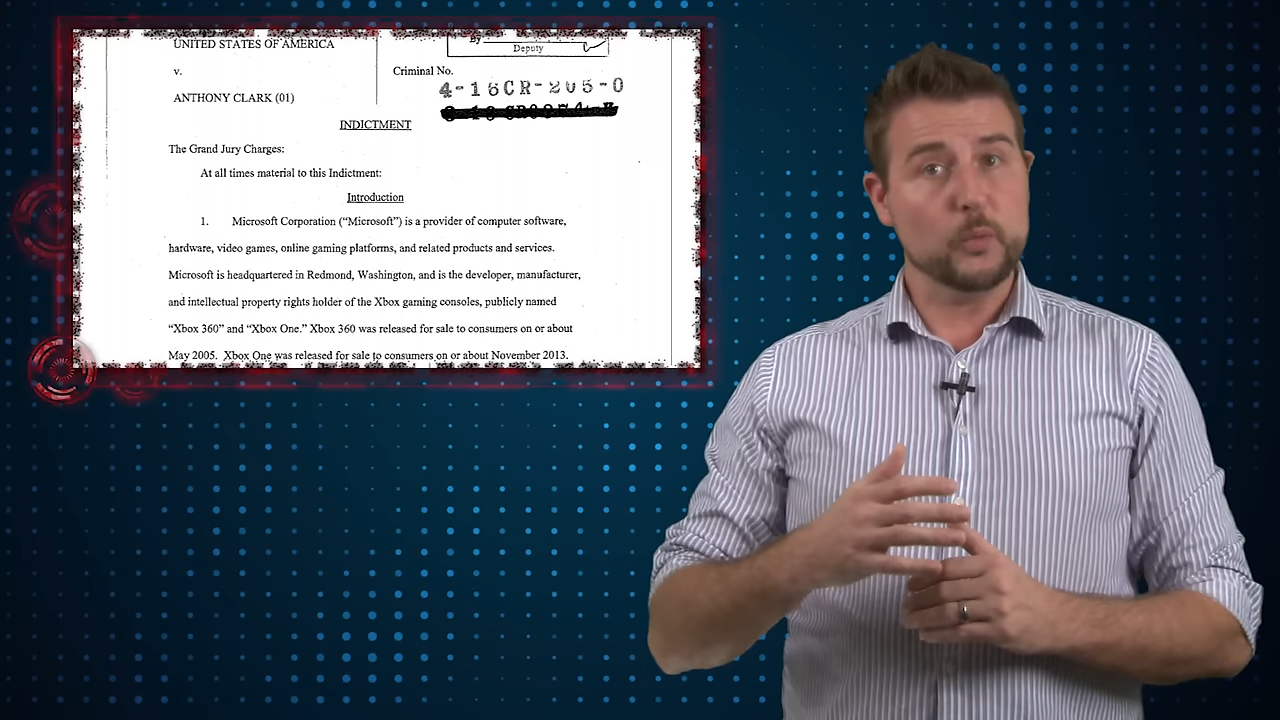 UNITED STATES OF AMERICA
By
Deputy
v.
Criminal No.
4-16CR-205-O
ANTHONY CLARK (01)
INDICTMENT
The Grand Jury Charges:
At all times material to this Indictment:
Introduction
1. Microsoft Corporation (“Microsoft”) is a provider of computer software,
hardware, video games, online gaming platforms, and related products and services.
Microsoft is headquartered in Redmond, Washington, and is the developer, manufacturer,
and intellectual property rights holder of the Xbox gaming consoles, publicly named
“Xbox 360” and “Xbox One.” Xbox 360 was released for sale to consumers on or about
May 2005. Xbox One was released for sale to consumers on or about November 2013.